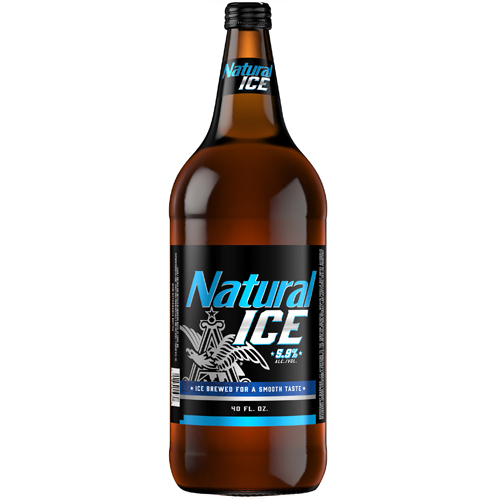 Natural
ICE
Natural
ICE
5.9%
ALC./VOL.
ICE BREWED FOR A SMOOTH TASTE
40 FL. OZ.